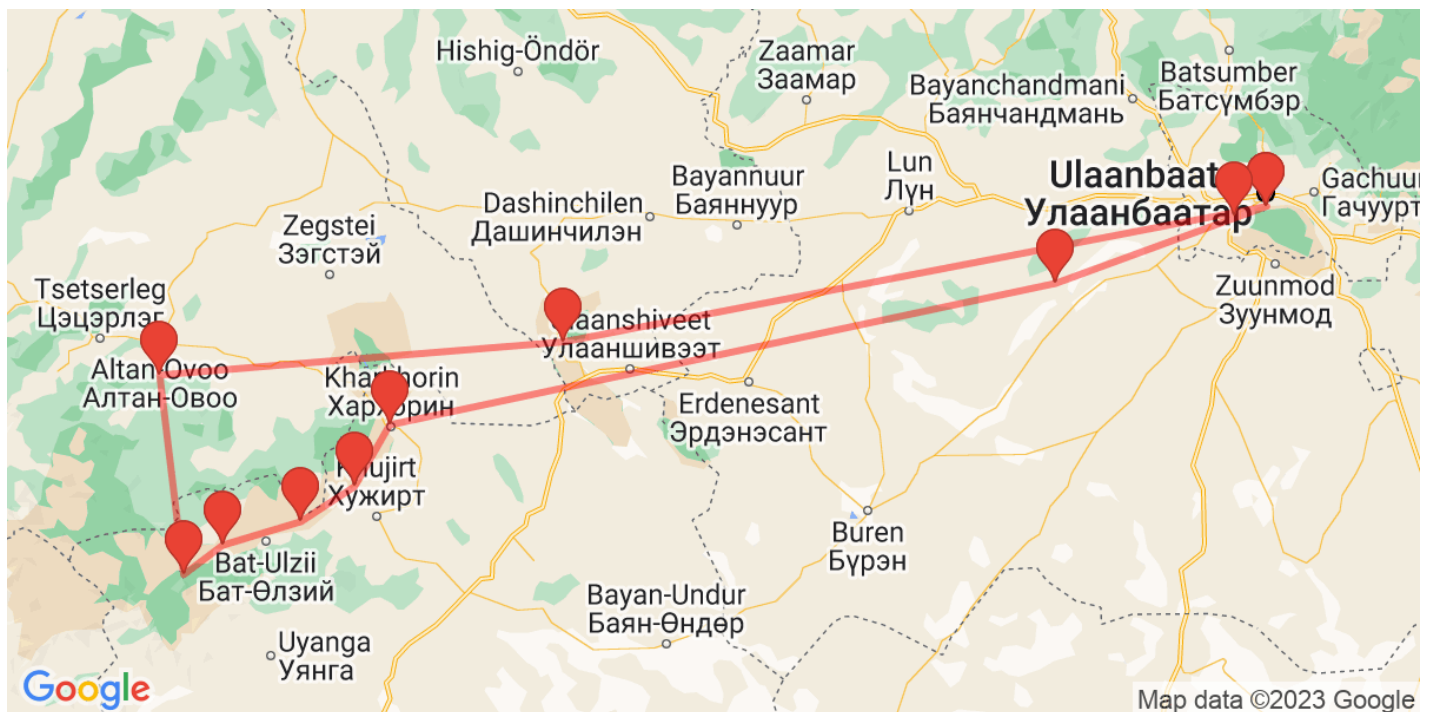 Hishig-Öndör
Zaamar
Заамар
Bayanchandmani
Баянчандмань
Batsumber
Батсүмбэр
Lun
Лүн
Gachuur
Гачуурт
Улаанбаатар
Bayannuur
Баяннуур
Dashinchilen
Дашинчилэн
Zegstei
Зэгстэй
Zuunmod
Зуунмод
Tsetserleg
Цэцэрлэг
Улааншивээт
Altan-Ovoo
Алтан-Овоо
Erdenesant
Эрдэнэсант
Хужирт
Buren
Бүрэн
Bat-Ulzii
Бат-Өлзий
Bayan-Undur
Баян-Өндөр
Uyanga
Уянга
Google
Map data ©2023 Google